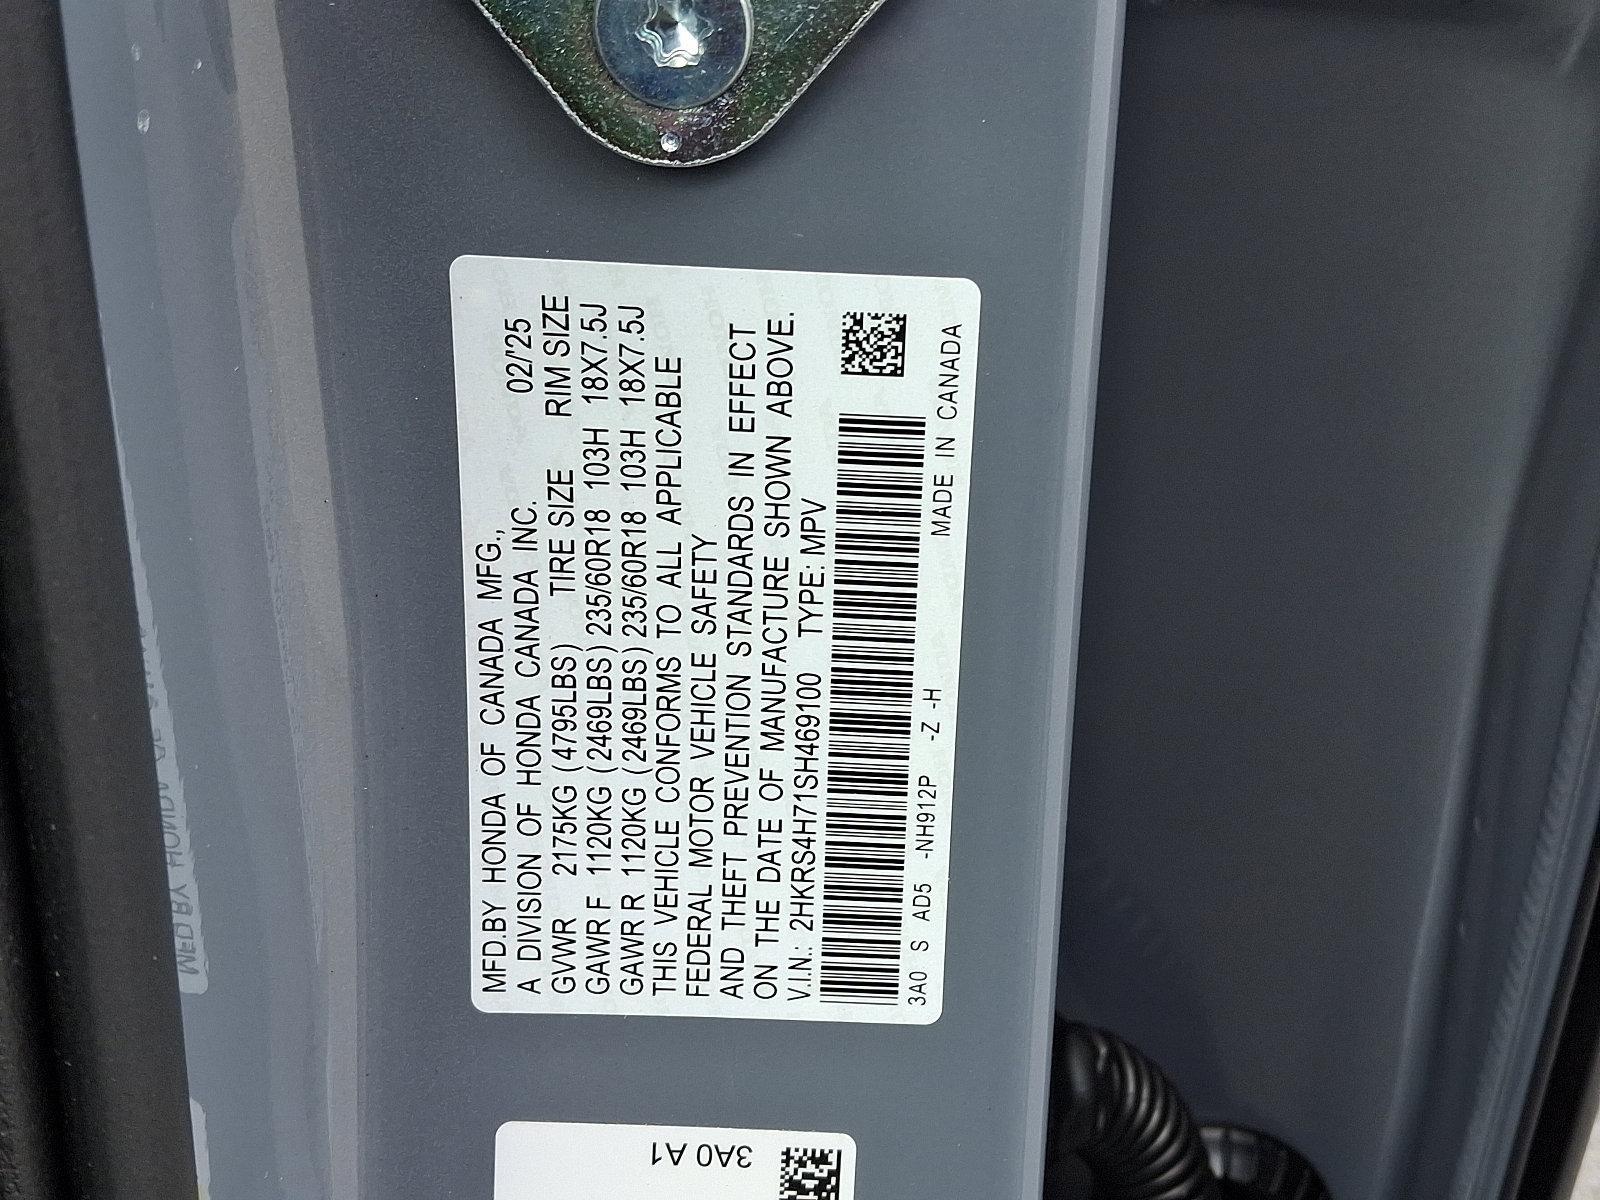 MFD.BY HONDA OF CANADA MFG.,
A DIVISION OF HONDA CANADA INC. 02/'25
GVWR 2175KG (4795LBS) TIRE SIZE RIM SIZE
GAWR F 1120KG (2469LBS) 235/60R18 103H 18X7.5J
GAWR R 1120KG (2469LBS) 235/60R18 103H 18X7.5J
THIS VEHICLE CONFORMS TO ALL APPLICABLE
FEDERAL MOTOR VEHICLE SAFETY
AND THEFT PREVENTION STANDARDS IN EFFECT
ON THE DATE OF MANUFACTURE SHOWN ABOVE.
V.I.N.: 2HKRS4H71SH469100 TYPE: MPV
3A0 S AD5 -NH912P -Z -H MADE IN CANADA
3A0 A1